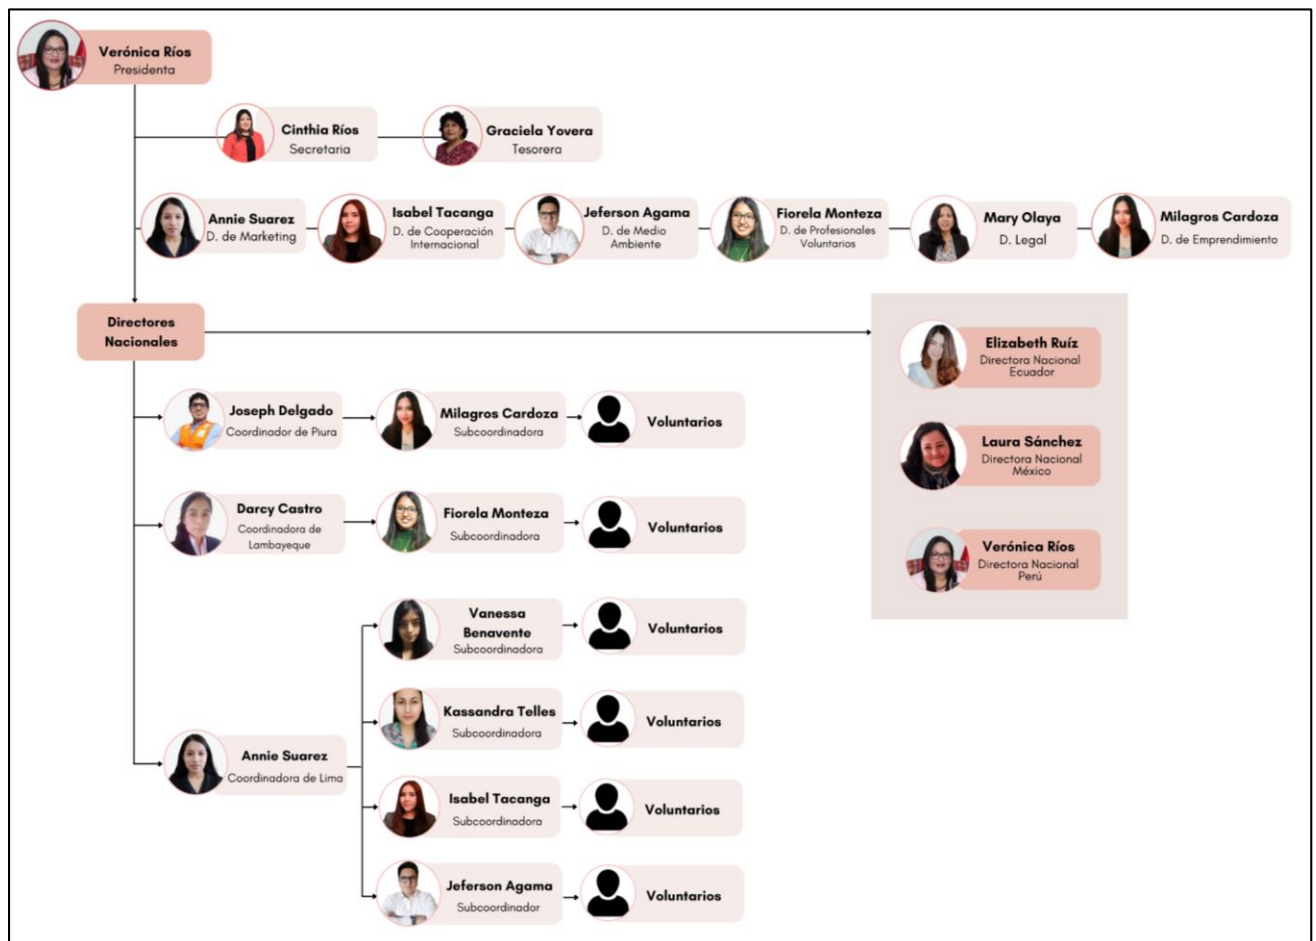 Verónica Ríos
Presidenta
Cinthia Ríos
Secretaria
Graciela Yovera
Tesorera
Annie Suarez
D. de Marketing
Isabel Tacanga
D. de Cooperación
Internacional
Jeferson Agama
D. de Medio
Ambiente
Fiorela Monteza
D. de Profesionales
Voluntarios
Mary Olaya
D. Legal
Milagros Cardoza
D. de Emprendimiento
Directores
Nacionales
Elizabeth Ruíz
Directora Nacional
Ecuador
Laura Sánchez
Directora Nacional
México
Verónica Ríos
Directora Nacional
Perú
Joseph Delgado
Coordinador de Piura
Milagros Cardoza
Subcoordinadora
Voluntarios
Darcy Castro
Coordinadora de
Lambayeque
Fiorela Monteza
Subcoordinadora
Voluntarios
Annie Suarez
Coordinadora de Lima
Vanessa
Benavente
Subcoordinadora
Voluntarios
Kassandra Telles
Subcoordinadora
Voluntarios
Isabel Tacanga
Subcoordinadora
Voluntarios
Jeferson Agama
Subcoordinador
Voluntarios